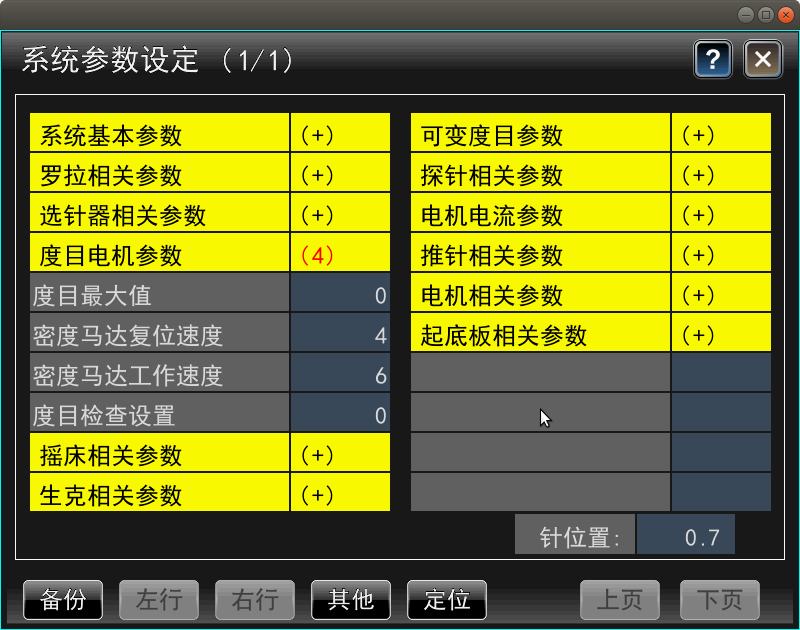 系统参数设定 (1/1)
?
系统基本参数 (+)
罗拉相关参数 (+)
选针器相关参数 (+)
度目电机参数 (4)
度目最大值 0
密度马达复位速度 4
密度马达工作速度 6
度目检查设置 0
摇床相关参数 (+)
生克相关参数 (+)
可变度目参数 (+)
探针相关参数 (+)
电机电流参数 (+)
推针相关参数 (+)
电机相关参数 (+)
起底板相关参数 (+)
针位置: 0.7
备份 左行 右行 其他 定位 上页 下页